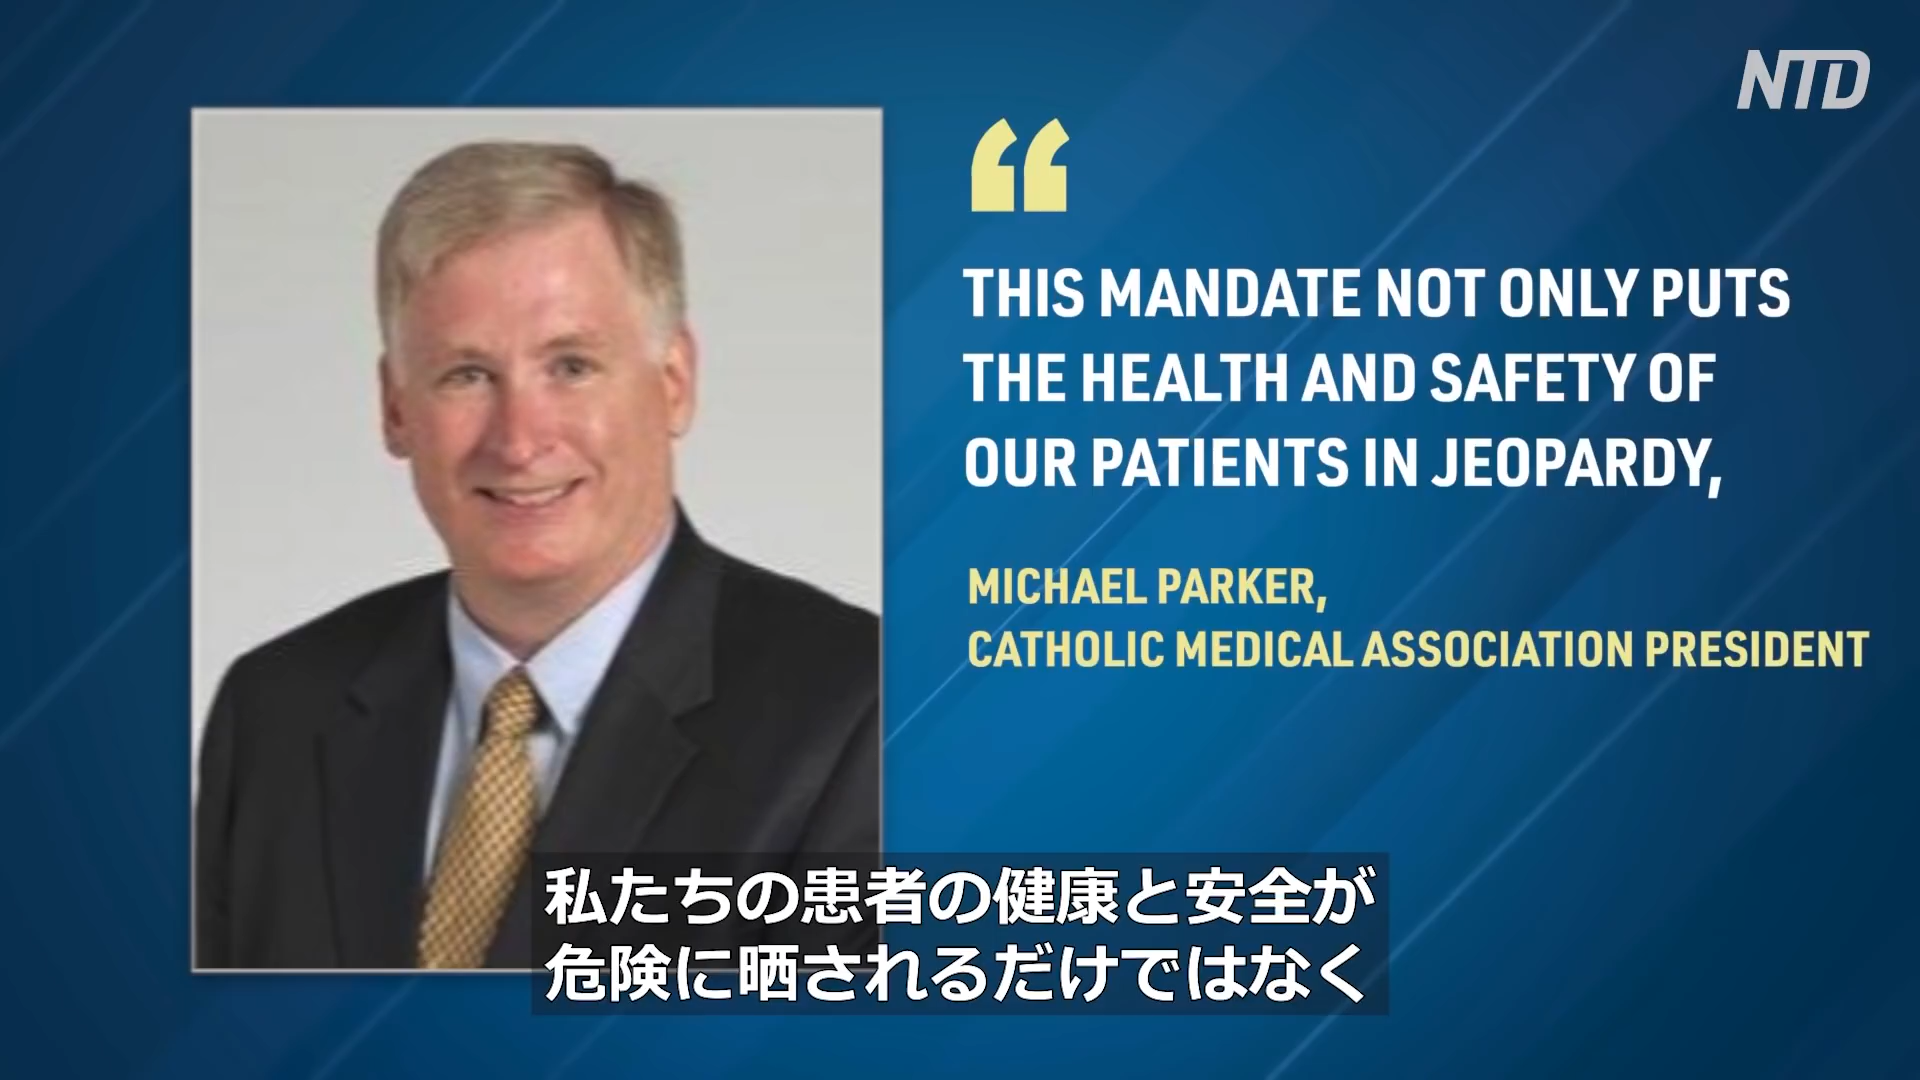 NTD
THIS MANDATE NOT ONLY PUTS
THE HEALTH AND SAFETY OF
OUR PATIENTS IN JEOPARDY,
MICHAEL PARKER,
CATHOLIC MEDICAL ASSOCIATION PRESIDENT
私たちの患者の健康と安全が
危険に晒されるだけではなく